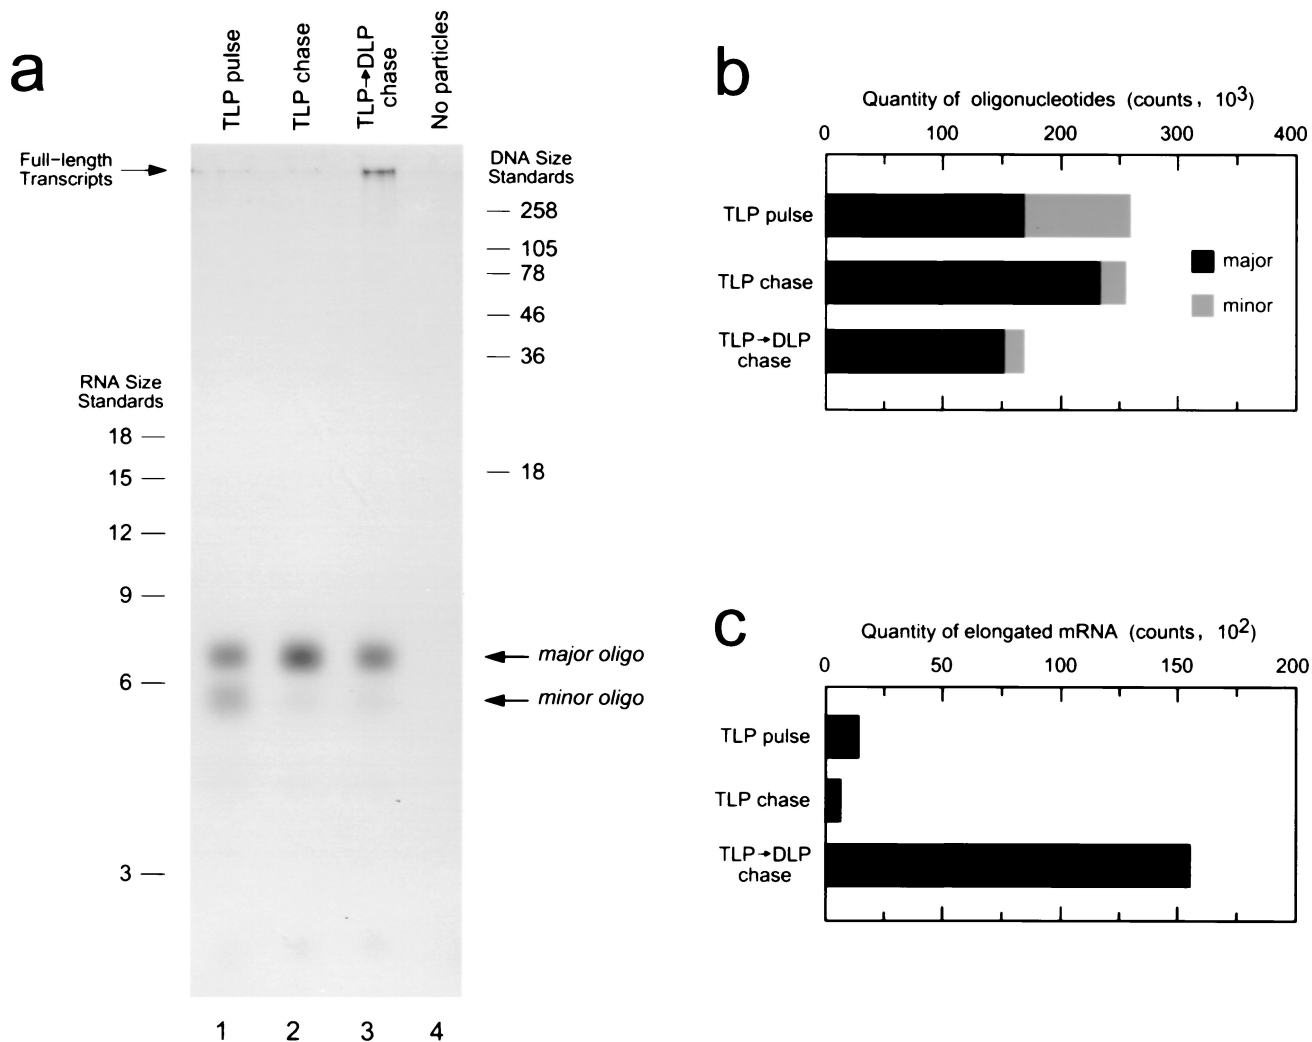 a
TLP pulse
TLP chase
TLP→DLP
chase
No particles
Full-length
Transcripts
DNA Size
Standards
258
105
78
46
36
18
RNA Size
Standards
18
15
12
9
6
3
major oligo
minor oligo
1 2 3 4
b
Quantity of oligonucleotides (counts, 10³)
0 100 200 300 400
TLP pulse
TLP chase
TLP→DLP
chase
major
minor
c
Quantity of elongated mRNA (counts, 10²)
0 50 100 150 200
TLP pulse
TLP chase
TLP→DLP
chase